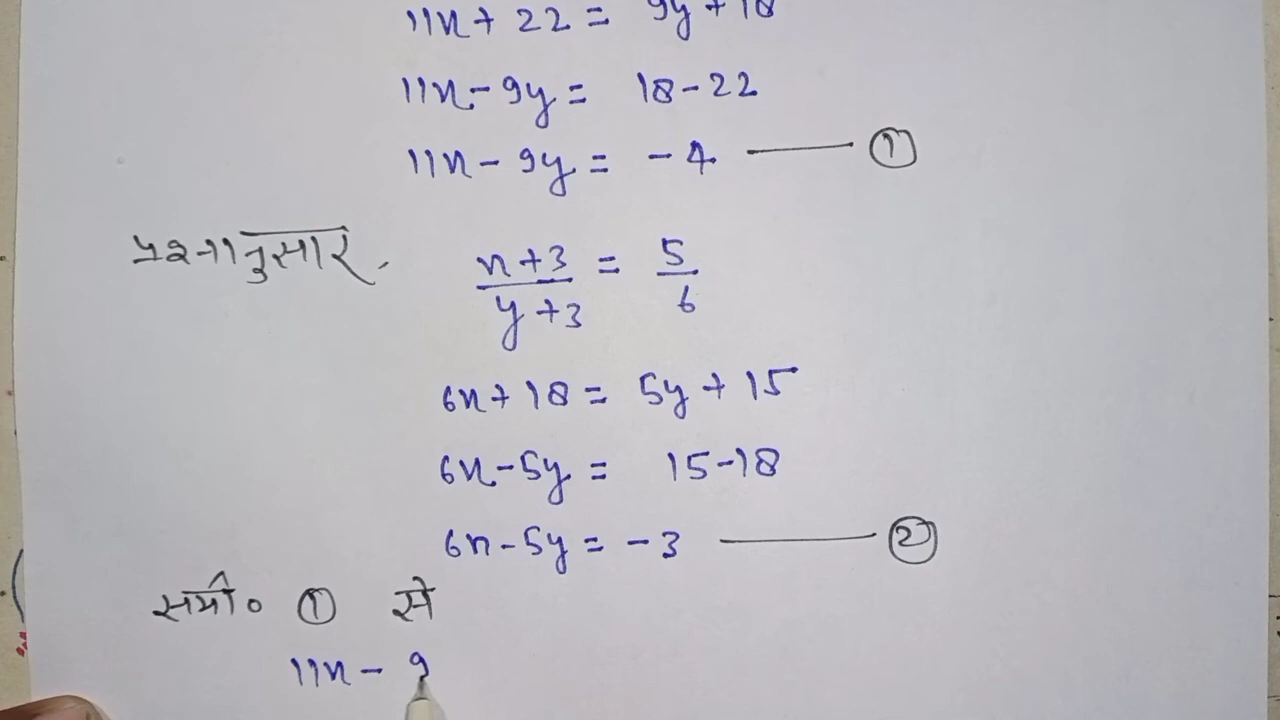 11x + 22 = 9y + 18
11x - 9y = 18 - 22
11x - 9y = - 4 —— ①
प्रश्नानुसार,
x + 3 / y + 3 = 5 / 6
6x + 18 = 5y + 15
6x - 5y = 15 - 18
6x - 5y = - 3 —— ②
समी० ① से
11x - 9